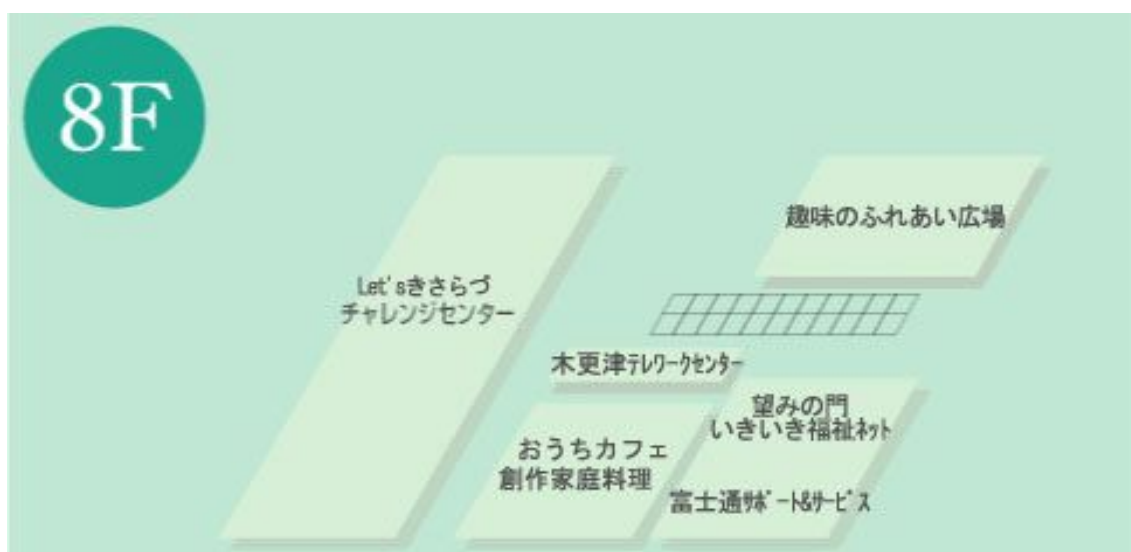 8F
趣味のふれあい広場
Let'sきさらづ
チャレンジセンター
木更津ﾃﾚﾜｰｸｾﾝﾀｰ
望みの門
いきいき福祉ﾈｯﾄ
おうちカフェ
創作家庭料理
富士通ｻﾎﾟｰﾄ&ｻｰﾋﾞｽ